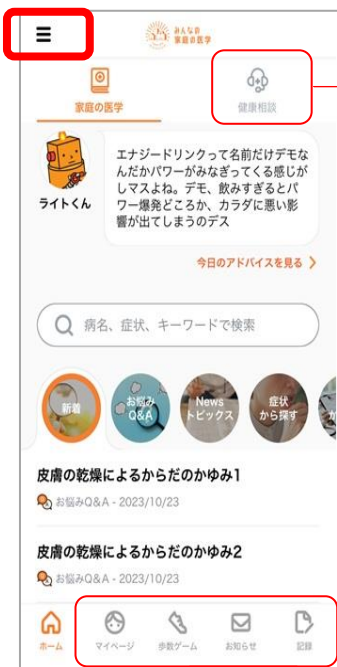 みんなの
家庭の医学
家庭の医学
健康相談
エナジードリンクって名前だけデモな
んだかパワーがみなぎってくる感じが
しマスよね。デモ、飲みすぎるとパ
ワー爆発どころか、カラダに悪い影
響が出てしまうのデス
ライトくん
今日のアドバイスを見る
病名、症状、キーワードで検索
新着
お悩み
Q&A
News
トピックス
症状
から探す
か
皮膚の乾燥によるからだのかゆみ1
お悩みQ&A - 2023/10/23
皮膚の乾燥によるからだのかゆみ2
お悩みQ&A - 2023/10/23
ホーム
マイページ
歩数ゲーム
お知らせ
記録